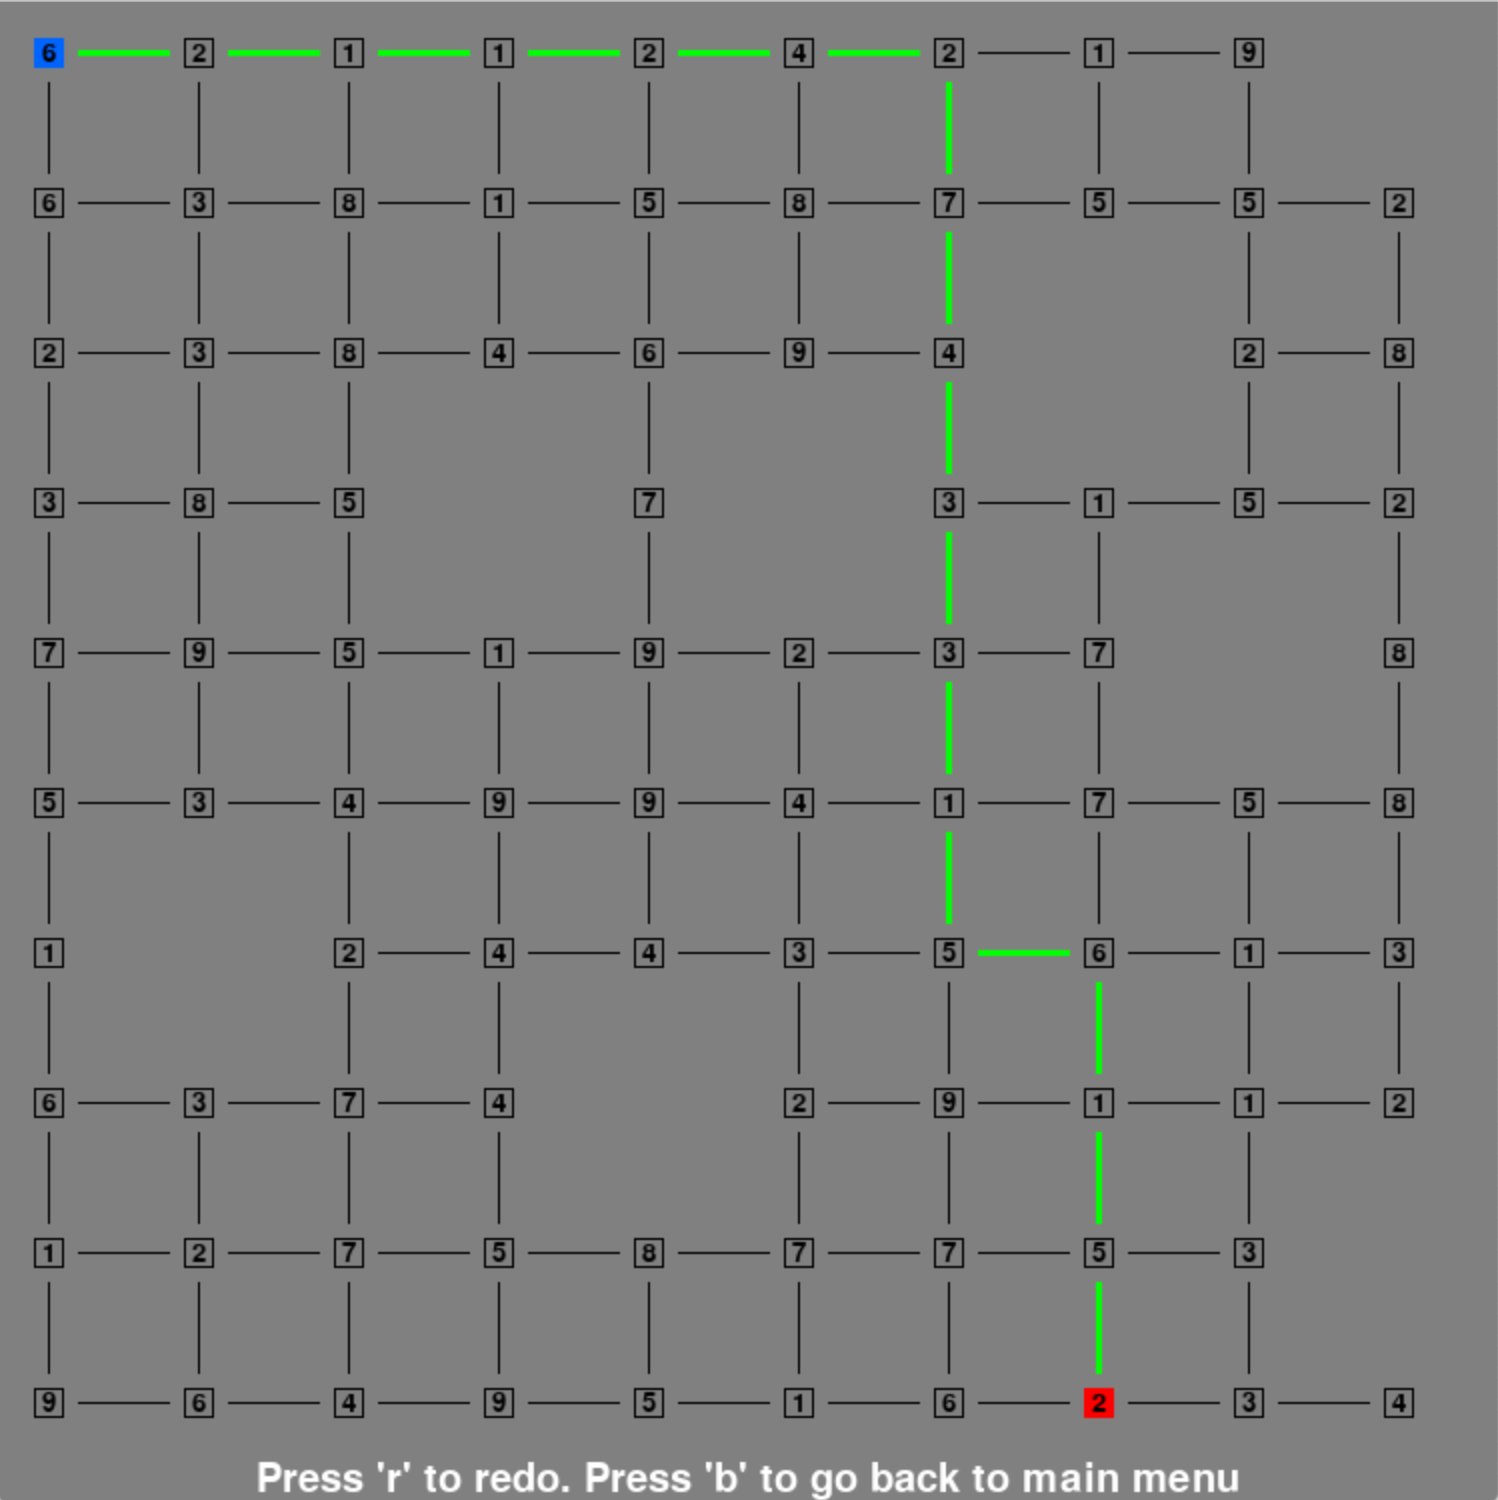 6 2 1 1 2 4 2 1 9
6 3 8 1 5 8 7 5 5 2
2 3 8 4 6 9 4 2 8
3 8 5 7 3 1 5 2
7 9 5 1 9 2 3 7 8
5 3 4 9 9 4 1 7 5 8
1 2 4 4 3 5 6 1 3
6 3 7 4 2 9 1 1 2
1 2 7 5 8 7 7 5 3
9 6 4 9 5 1 6 2 3 4
Press 'r' to redo. Press 'b' to go back to main menu